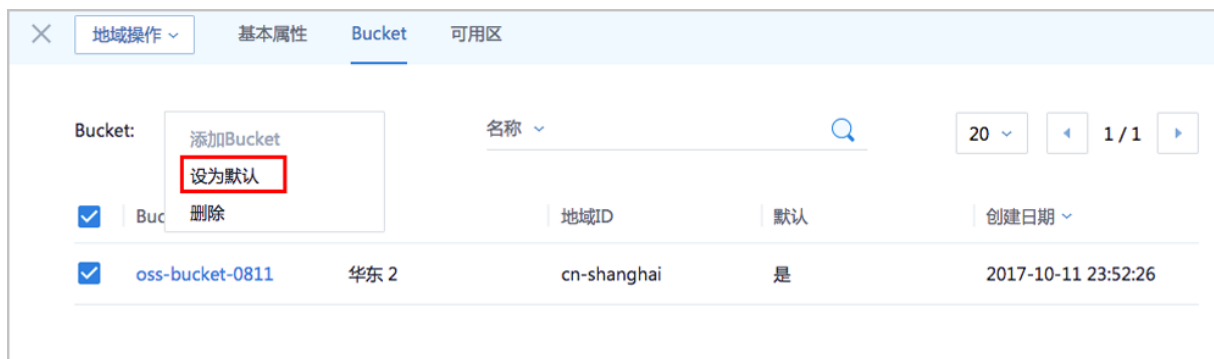 地域操作 基本属性 Bucket 可用区
Bucket: 名称 20 1 / 1
添加Bucket
设为默认
删除
Buc 地域ID 默认 创建日期
oss-bucket-0811 华东 2 cn-shanghai 是 2017-10-11 23:52:26